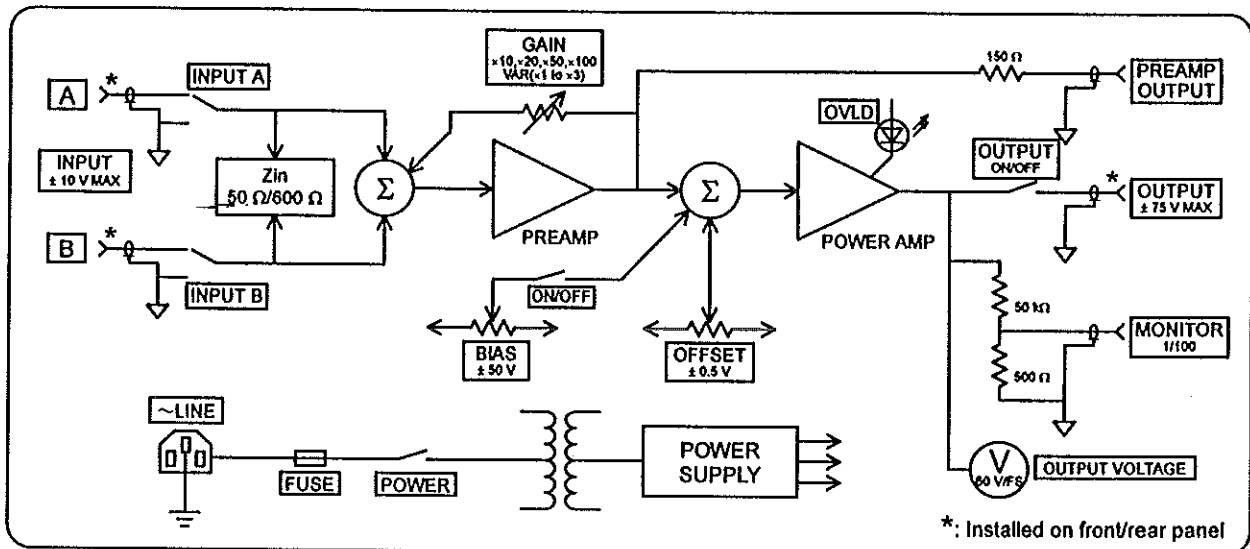 GAIN
×10,×20,×50,×100
VAR(×1 to ×3)
150 Ω
PREAMP
OUTPUT
*
INPUT A
A
OVLD
INPUT
± 10 V MAX
Zin
50 Ω/600 Ω
Σ
Σ
OUTPUT
ON/OFF
*
OUTPUT
± 75 V MAX
PREAMP
POWER AMP
*
B
INPUT B
ON/OFF
50 kΩ
BIAS
± 50 V
OFFSET
± 0.5 V
MONITOR
1/100
500 Ω
~LINE
FUSE
POWER
POWER
SUPPLY
V
60 V/FS
OUTPUT VOLTAGE
*: Installed on front/rear panel